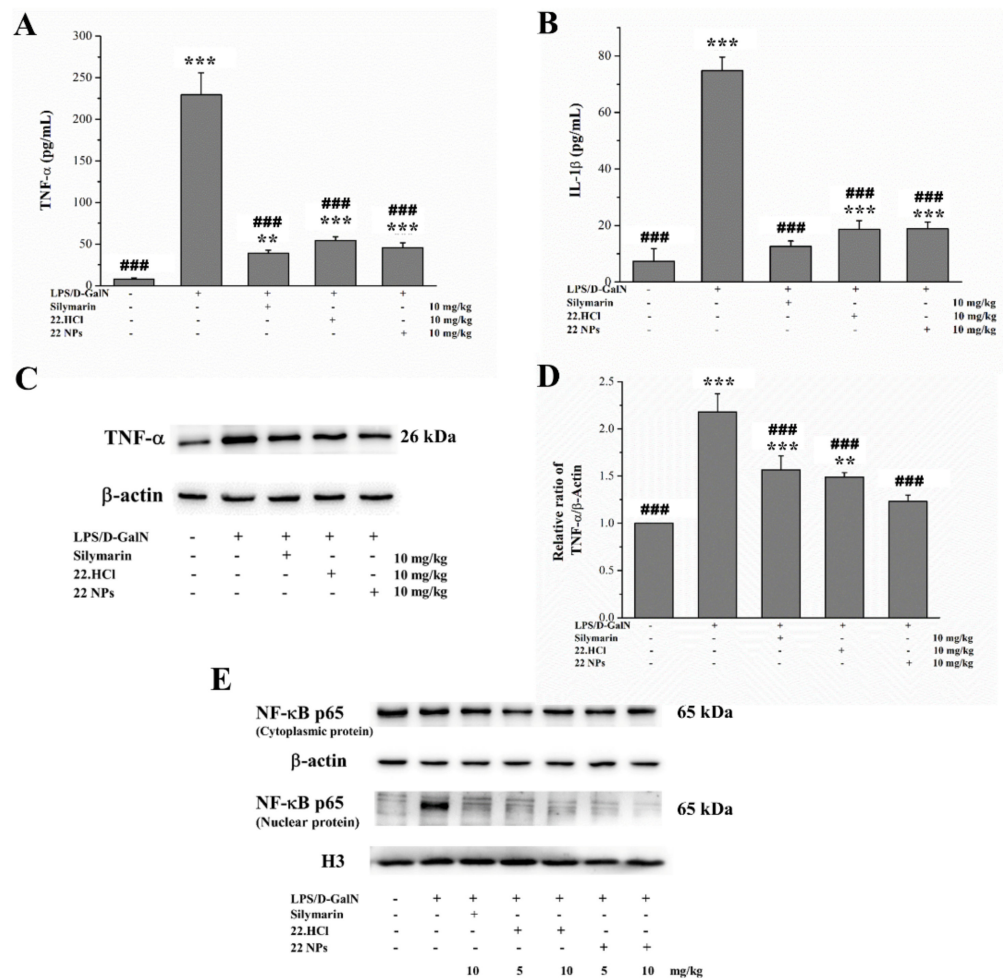 A
TNF-α (pg/mL)
300
250
200
150
100
50
0
***
###
###
**
###
***
###
***
LPS/D-GalN - + + + +
Silymarin - - + - - 10 mg/kg
22.HCl - - - + - 10 mg/kg
22 NPs - - - - + 10 mg/kg
B
IL-1β (pg/mL)
80
60
40
20
0
***
###
###
###
***
###
***
LPS/D-GalN - + + + +
Silymarin - - + - - 10 mg/kg
22.HCl - - - + - 10 mg/kg
22 NPs - - - - + 10 mg/kg
C
TNF-α 26 kDa
β-actin
LPS/D-GalN - + + + +
Silymarin - - + - - 10 mg/kg
22.HCl - - - + - 10 mg/kg
22 NPs - - - - + 10 mg/kg
D
Relative ratio of
TNF-α/β-Actin
2.5
2.0
1.5
1.0
0.5
0.0
***
###
###
***
###
**
###
LPS/D-GalN - + + + +
Silymarin - - + - - 10 mg/kg
22.HCl - - - + - 10 mg/kg
22 NPs - - - - + 10 mg/kg
E
NF-κB p65 65 kDa
(Cytoplasmic protein)
β-actin
NF-κB p65 65 kDa
(Nuclear protein)
H3
LPS/D-GalN - + + + + + +
Silymarin - - + - - - -
22.HCl - - - + + - -
22 NPs - - - - - + +
10 5 10 5 10 mg/kg